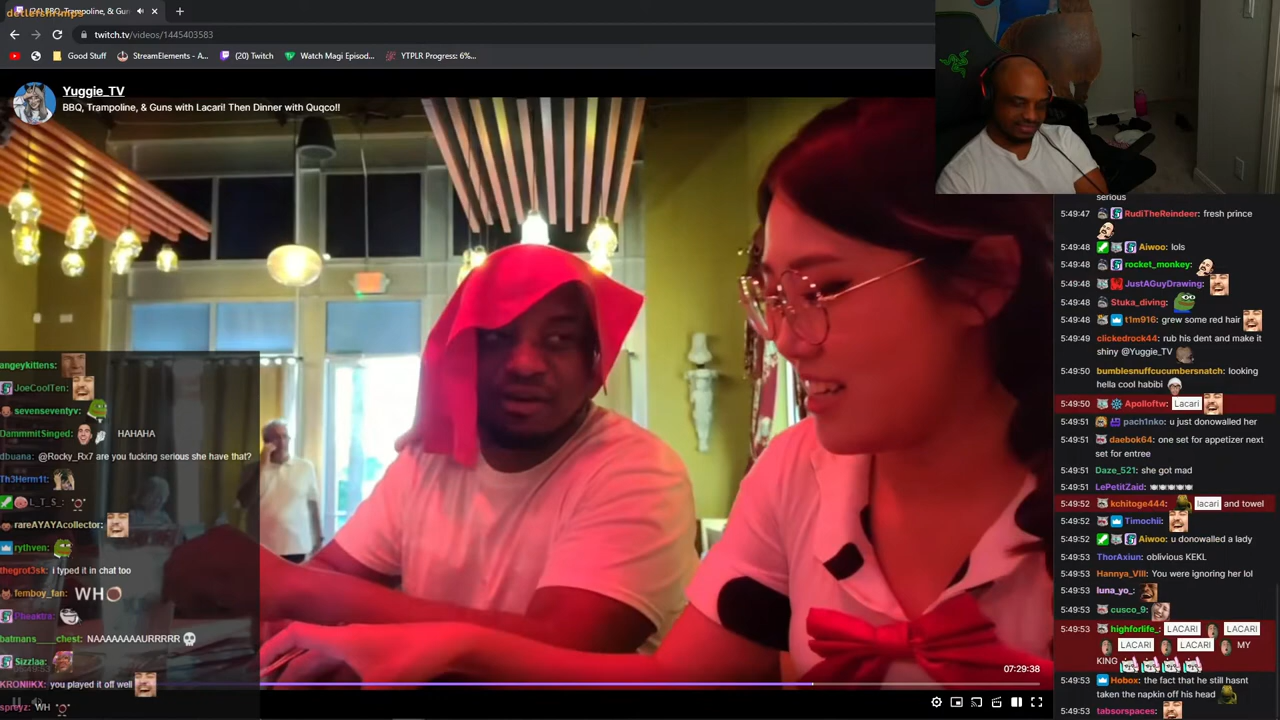 (20) BBQ, Trampoline, & Guns
twitch.tv/videos/1445403583
Good Stuff
StreamElements - A...
(20) Twitch
Watch Magi Episod...
YTPLR Progress: 6%...
Yuggie_TV
BBQ, Trampoline, & Guns with Lacari! Then Dinner with Quqco!!
angeykittens:
JoeCoolTen:
sevenseventyv:
DammmitSinged: HAHAHA
dbuana: @Rocky_Rx7 are you fucking serious she have that?
Th3Herm1t:
L_T_S_:
rareAYAYAcollector:
rythven:
thegrot3sk: i typed it in chat too
femboy_fan: WH
batmans____chest: NAAAAAAAAURRRRR
Sizzlaa:
KRONIIKX: you played it off well
spreyz: WH
07:29:38
serious
5:49:47 RudiTheReindeer: fresh prince
5:49:48 Aiwoo: lols
5:49:48 rocket_monkey:
5:49:48 JustAGuyDrawing:
5:49:48 Stuka_diving:
5:49:48 t1m916: grew some red hair
5:49:49 clickedrock44: rub his dent and make it
shiny @Yuggie_TV
5:49:50 bumblesnuffcucumbersnatch: looking
hella cool habibi
5:49:50 Apolloftw: Lacari
5:49:51 pach1nko: u just donowalled her
5:49:51 daebok64: one set for appetizer next
set for entree
5:49:51 Daze_521: she got mad
5:49:51 LePetitZaid:
5:49:52 kchitoge444: lacari and towel
5:49:52 Timochii:
5:49:52 Aiwoo: u donowalled a lady
5:49:53 ThorAxiun: oblivious KEKL
5:49:53 Hannya_VIII: You were ignoring her lol
5:49:53 luna_yo_:
5:49:53 cusco_9:
5:49:53 highforlife_: LACARI LACARI
LACARI LACARI MY
KING
5:49:53 Hobox: the fact that he still hasnt
taken the napkin off his head
5:49:53 tabsorspaces: